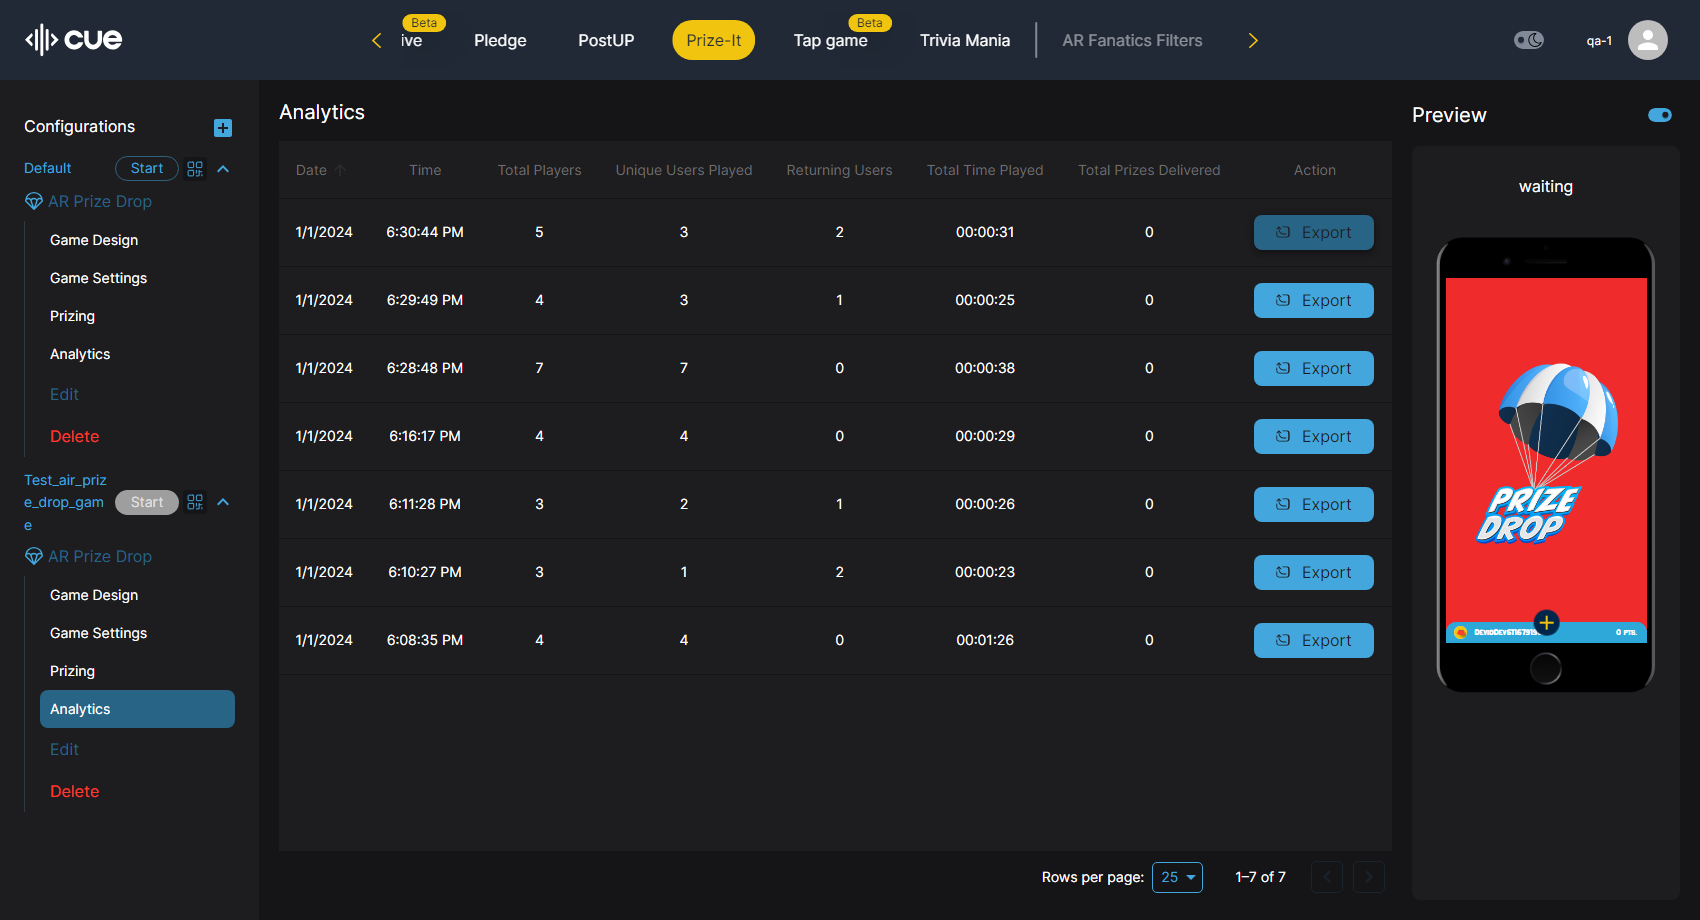 cue
Beta
ive
Pledge
PostUP
Prize-It
Beta
Tap game
Trivia Mania
AR Fanatics Filters
qa-1
Configurations
Default
Start
AR Prize Drop
Game Design
Game Settings
Prizing
Analytics
Edit
Delete
Test_air_priz
e_drop_gam
e
Start
AR Prize Drop
Game Design
Game Settings
Prizing
Analytics
Edit
Delete
Analytics
Date Time Total Players Unique Users Played Returning Users Total Time Played Total Prizes Delivered Action
1/1/2024 6:30:44 PM 5 3 2 00:00:31 0 Export
1/1/2024 6:29:49 PM 4 3 1 00:00:25 0 Export
1/1/2024 6:28:48 PM 7 7 0 00:00:38 0 Export
1/1/2024 6:16:17 PM 4 4 0 00:00:29 0 Export
1/1/2024 6:11:28 PM 3 2 1 00:00:26 0 Export
1/1/2024 6:10:27 PM 3 1 2 00:00:23 0 Export
1/1/2024 6:08:35 PM 4 4 0 00:01:26 0 Export
Rows per page: 25 1–7 of 7
Preview
waiting
PRIZE
DROP
0 PTS.